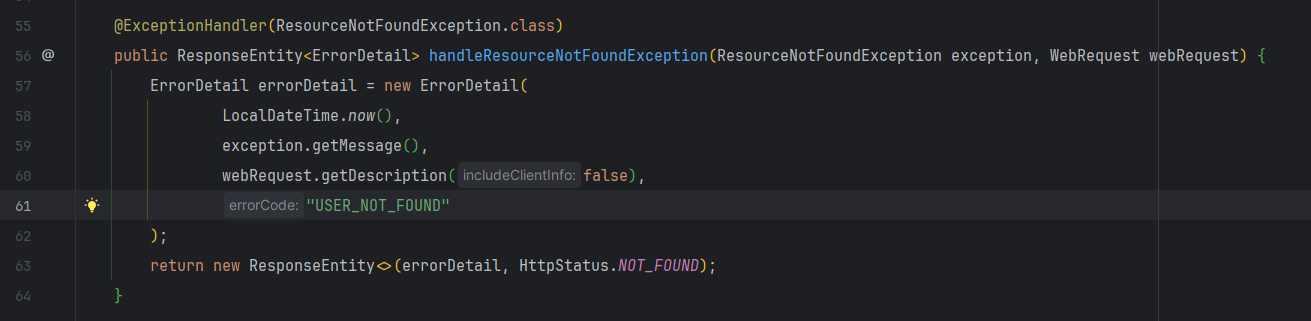 55 @ExceptionHandler(ResourceNotFoundException.class)
56 @ public ResponseEntity<ErrorDetail> handleResourceNotFoundException(ResourceNotFoundException exception, WebRequest webRequest) {
57 ErrorDetail errorDetail = new ErrorDetail(
58 LocalDateTime.now(),
59 exception.getMessage(),
60 webRequest.getDescription( includeClientInfo: false),
61 errorCode: "USER_NOT_FOUND"
62 );
63 return new ResponseEntity<>(errorDetail, HttpStatus.NOT_FOUND);
64 }